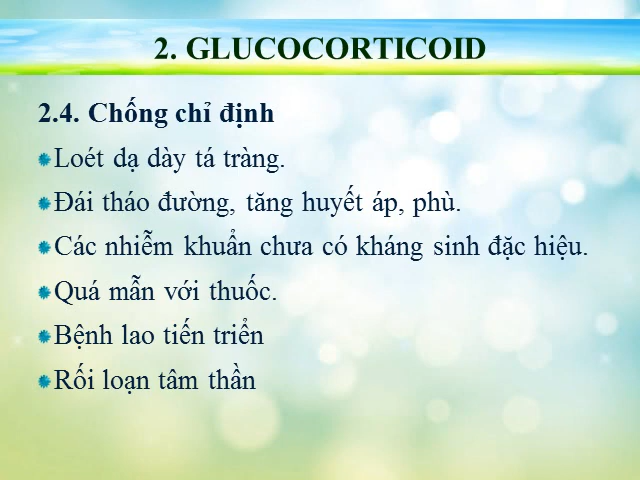 2. GLUCOCORTICOID
2.4. Chống chỉ định
Loét dạ dày tá tràng.
Đái tháo đường, tăng huyết áp, phù.
Các nhiễm khuẩn chưa có kháng sinh đặc hiệu.
Quá mẫn với thuốc.
Bệnh lao tiến triển
Rối loạn tâm thần